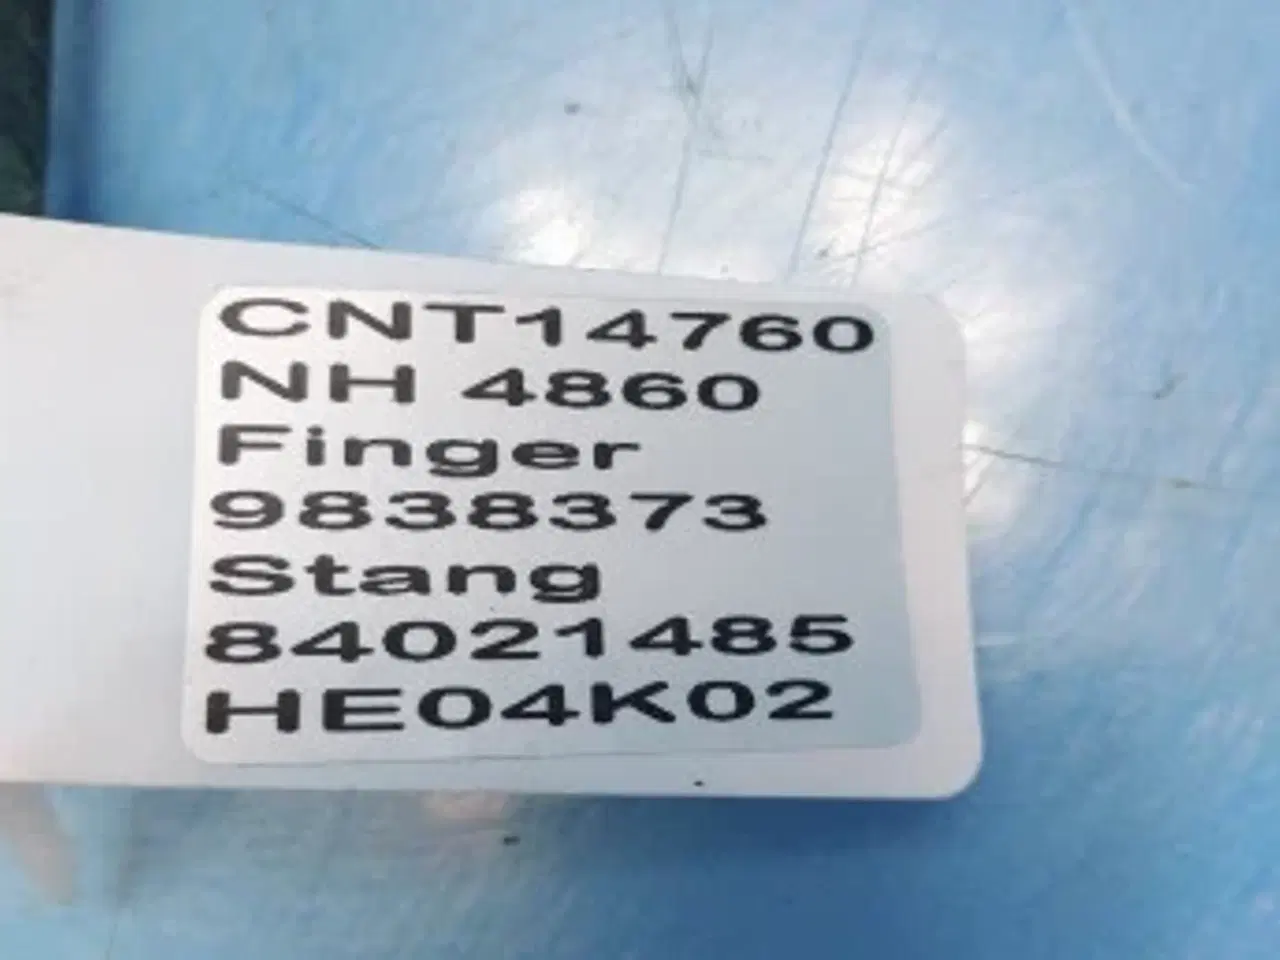 CNT14760
NH 4860
Finger
9838373
Stang
84021485
HE04K02